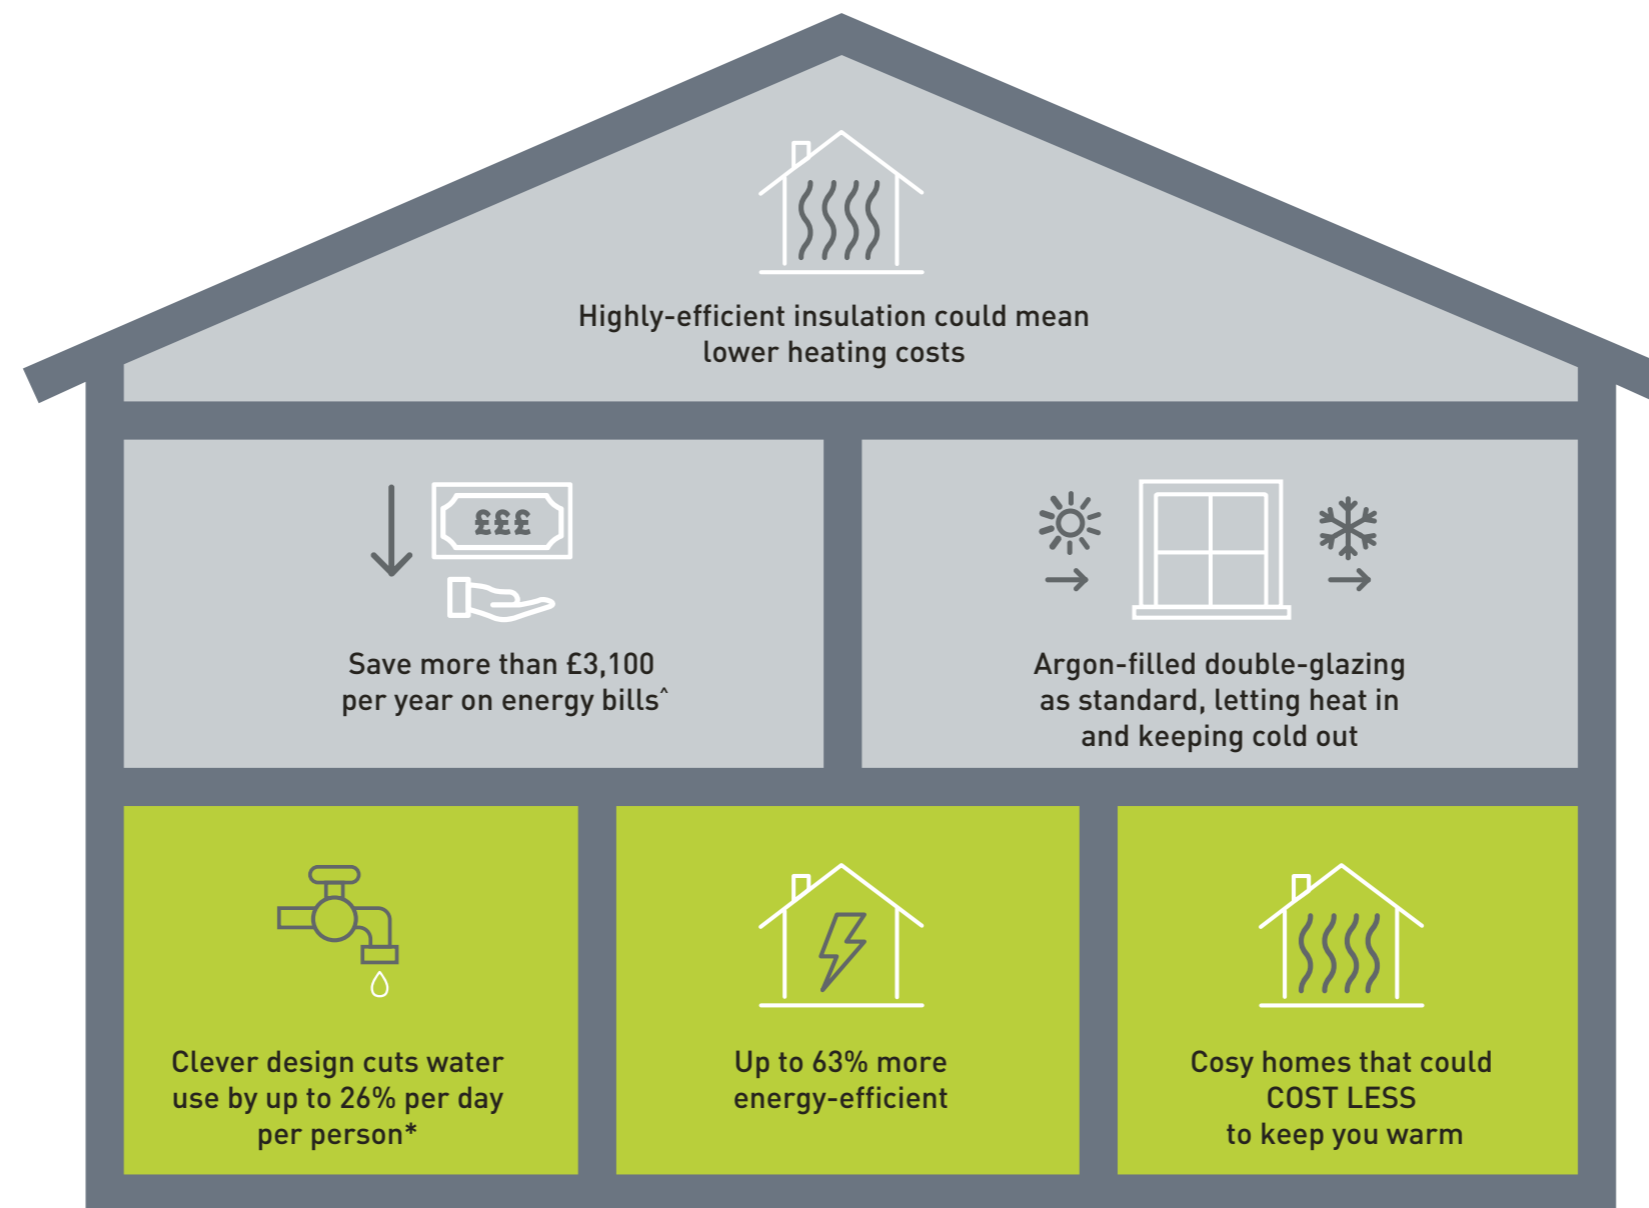 Highly-efficient insulation could mean
lower heating costs
£££
Save more than £3,100
per year on energy bills^
Argon-filled double-glazing
as standard, letting heat in
and keeping cold out
Clever design cuts water
use by up to 26% per day
per person*
Up to 63% more
energy-efficient
Cosy homes that could
COST LESS
to keep you warm